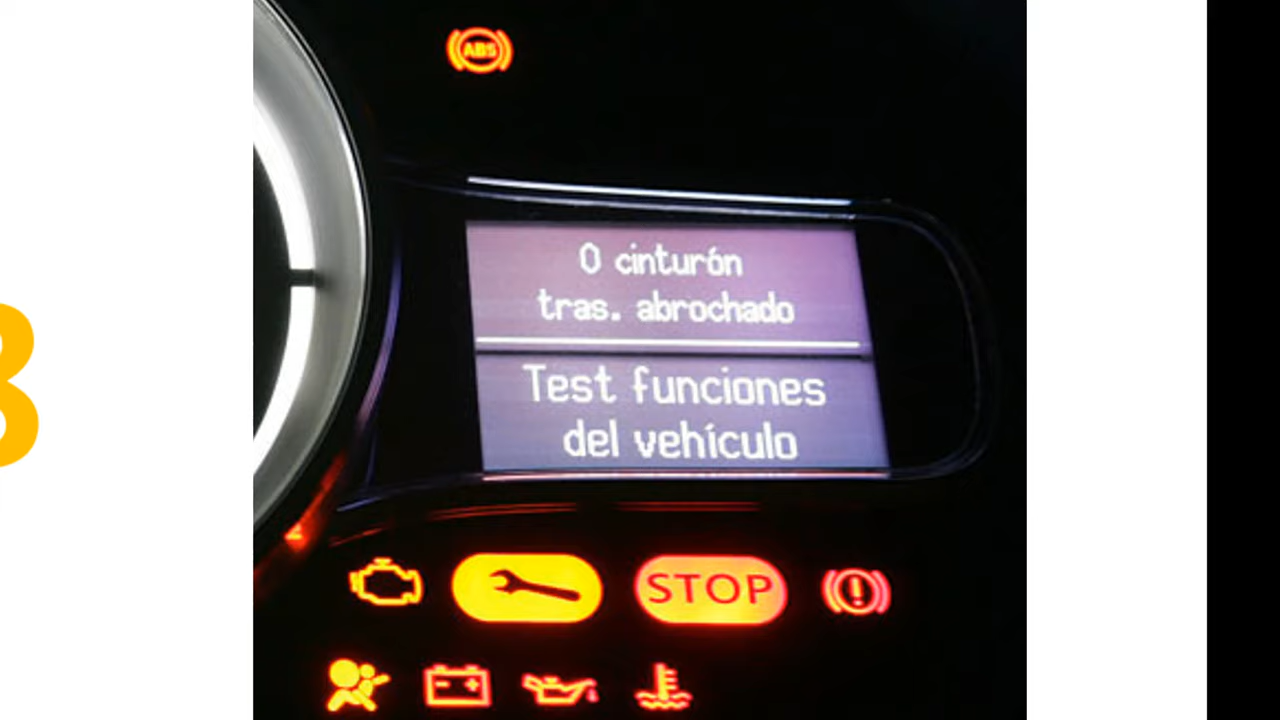 ABS
0 cinturón
tras. abrochado
Test funciones
del vehículo
STOP